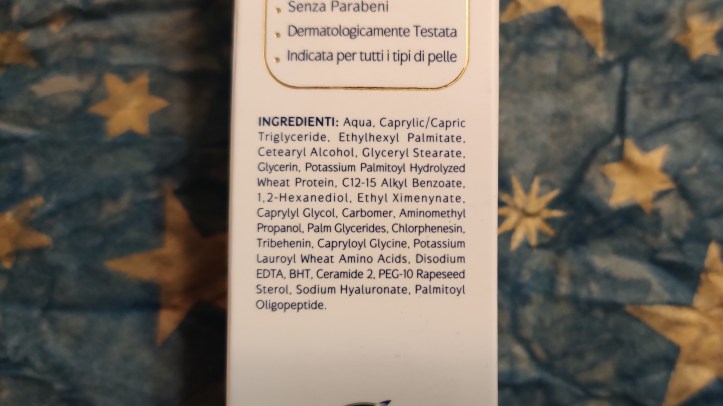 Senza Parabeni
Dermatologicamente Testata
Indicata per tutti i tipi di pelle
INGREDIENTI: Aqua, Caprylic/Capric
Triglyceride, Ethylhexyl Palmitate,
Cetearyl Alcohol, Glyceryl Stearate,
Glycerin, Potassium Palmitoyl Hydrolyzed
Wheat Protein, C12-15 Alkyl Benzoate,
1,2-Hexanediol, Ethyl Ximenynate,
Caprylyl Glycol, Carbomer, Aminomethyl
Propanol, Palm Glycerides, Chlorphenesin,
Tribehenin, Capryloyl Glycine, Potassium
Lauroyl Wheat Amino Acids, Disodium
EDTA, BHT, Ceramide 2, PEG-10 Rapeseed
Sterol, Sodium Hyaluronate, Palmitoyl
Oligopeptide.